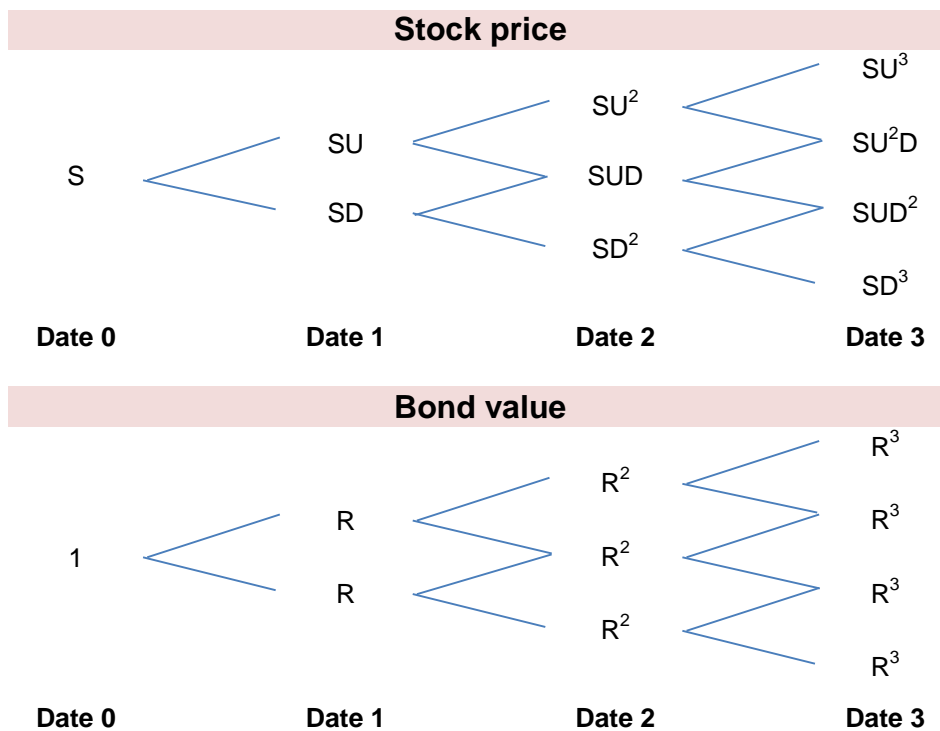 Stock price
SU³
SU²
SU²D
SU
S
SUD
SUD²
SD
SD²
SD³
Date 0 Date 1 Date 2 Date 3
Bond value
R³
R²
R³
R
1
R²
R³
R
R²
R³
Date 0 Date 1 Date 2 Date 3